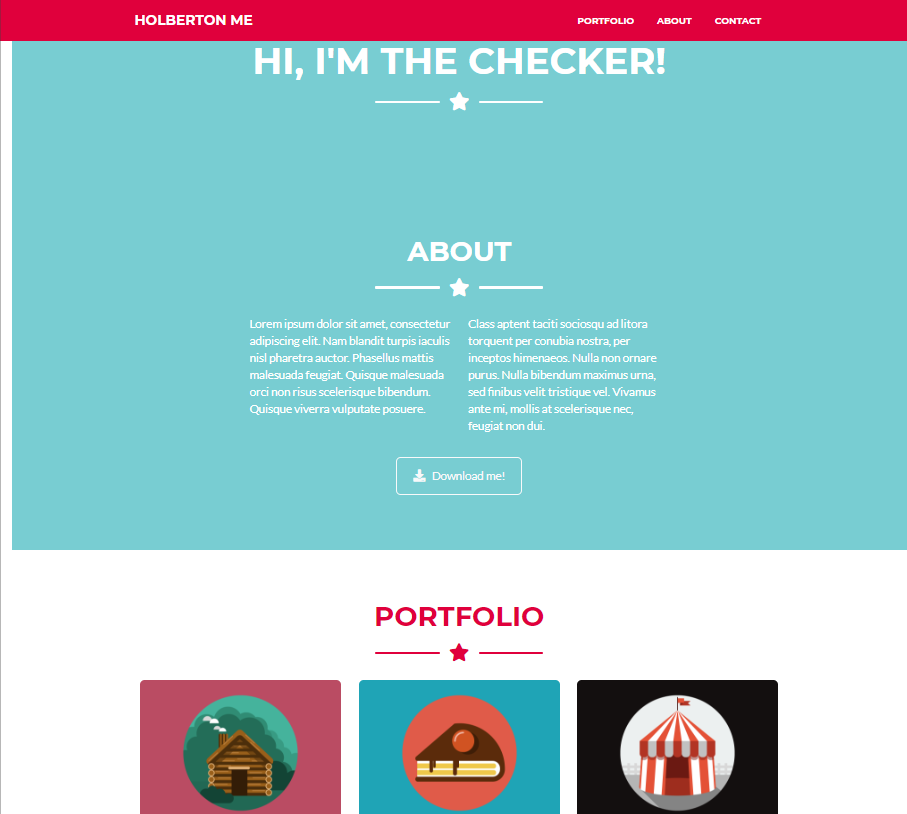 HOLBERTON ME
PORTFOLIO ABOUT CONTACT
HI, I'M THE CHECKER!
ABOUT
Lorem ipsum dolor sit amet, consectetur
adipiscing elit. Nam blandit turpis iaculis
nisl pharetra auctor. Phasellus mattis
malesuada feugiat. Quisque malesuada
orci non risus scelerisque bibendum.
Quisque viverra vulputate posuere.
Class aptent taciti sociosqu ad litora
torquent per conubia nostra, per
inceptos himenaeos. Nulla non ornare
purus. Nulla bibendum maximus urna,
sed finibus velit tristique vel. Vivamus
ante mi, mollis at scelerisque nec,
feugiat non dui.
Download me!
PORTFOLIO